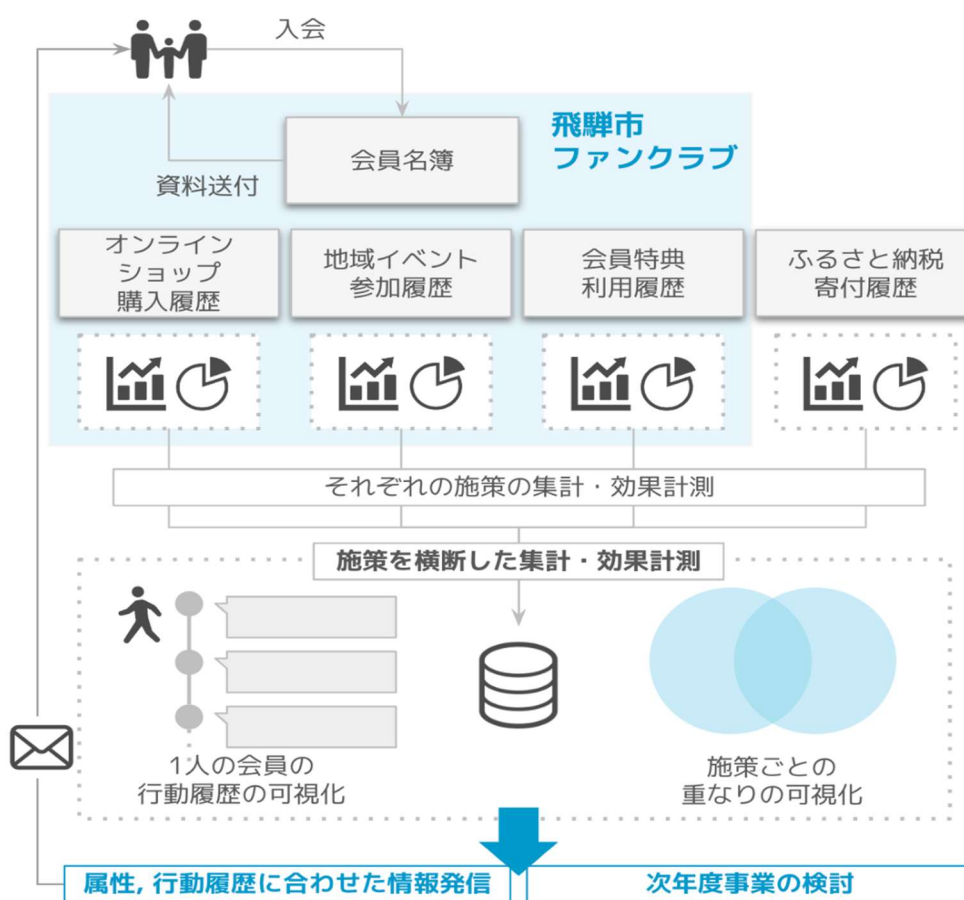 入会
飛騨市
ファンクラブ
会員名簿
資料送付
オンライン
ショップ
購入履歴
地域イベント
参加履歴
会員特典
利用履歴
ふるさと納税
寄付履歴
それぞれの施策の集計・効果計測
施策を横断した集計・効果計測
1人の会員の
行動履歴の可視化
施策ごとの
重なりの可視化
属性, 行動履歴に合わせた情報発信
次年度事業の検討